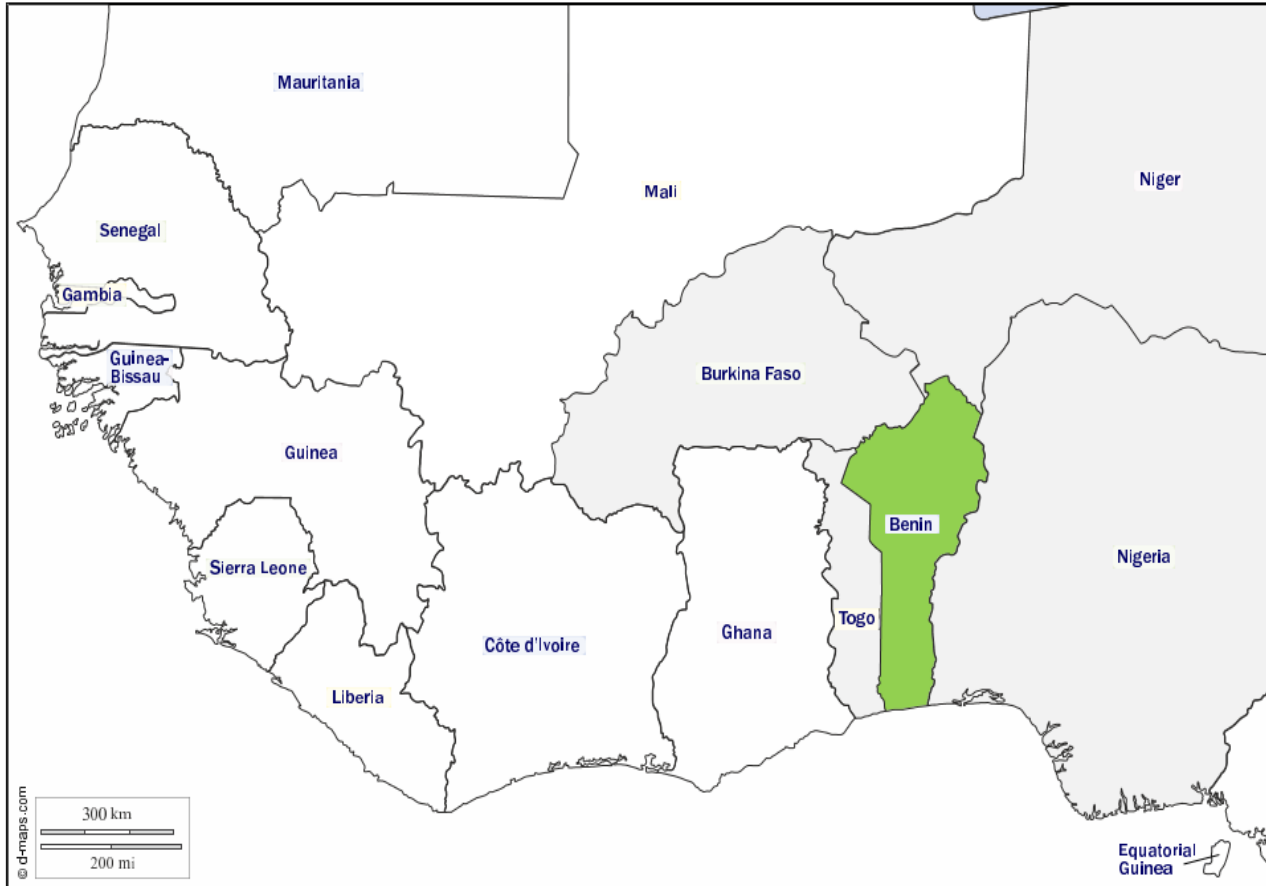 Mauritania
Mali
Niger
Senegal
Gambia
Guinea-
Bissau
Burkina Faso
Guinea
Benin
Nigeria
Sierra Leone
Togo
Ghana
Côte d'Ivoire
Liberia
300 km
200 mi
© d-maps.com
Equatorial
Guinea